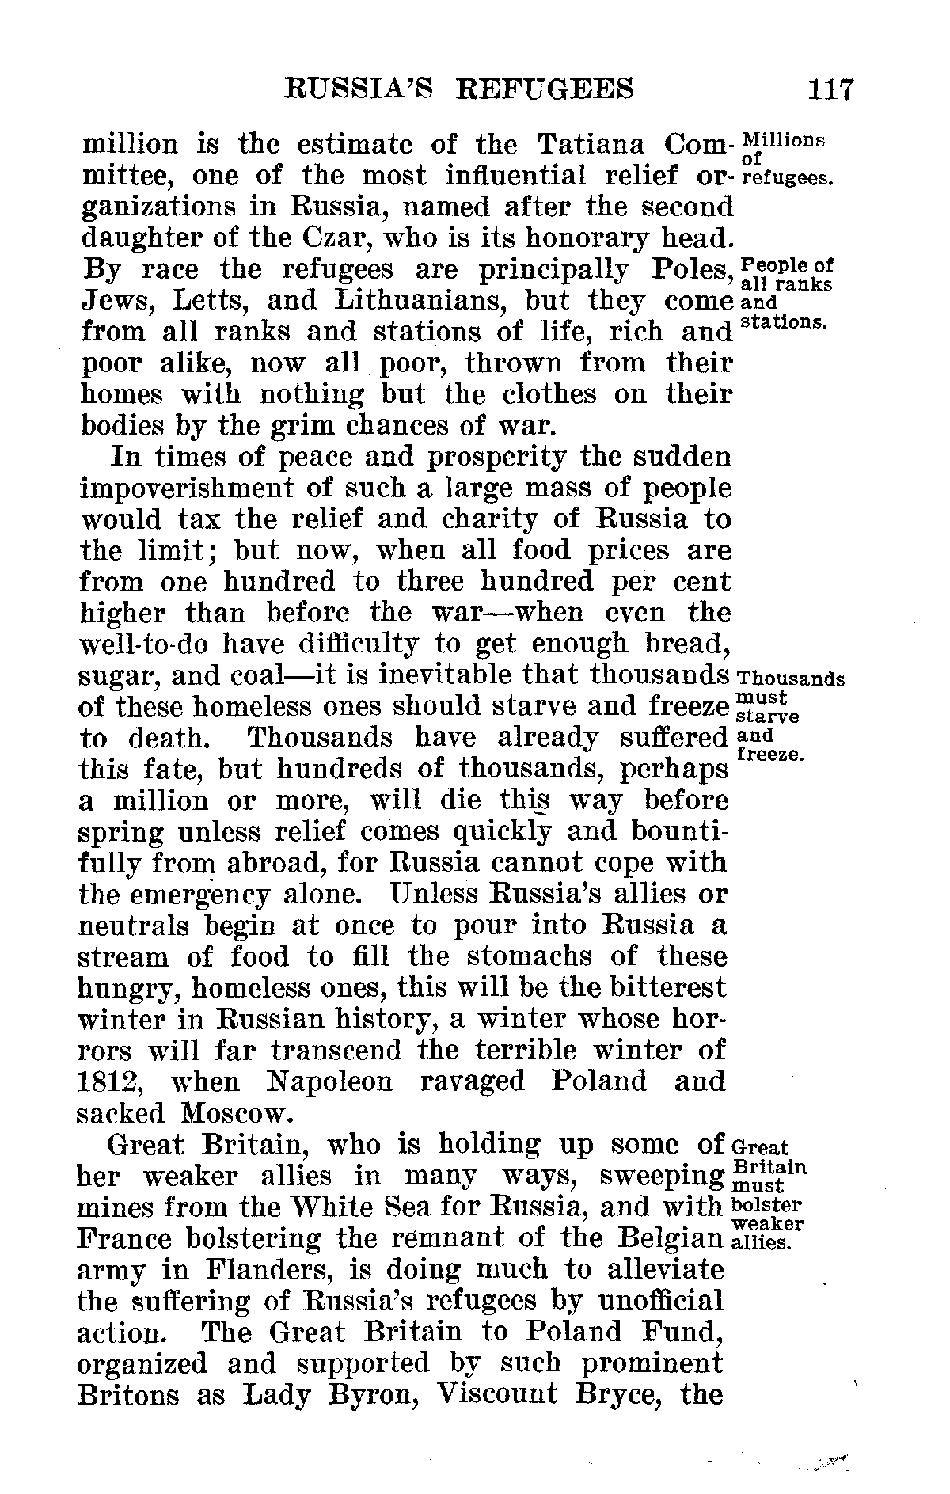 RUSSIA'S REFUGEES 117
million is the estimate of the Tatiana Com-
mittee, one of the most influential relief or-
ganizations in Russia, named after the second
daughter of the Czar, who is its honorary head.
By race the refugees are principally Poles,
Jews, Letts, and Lithuanians, but they come
from all ranks and stations of life, rich and
poor alike, now all poor, thrown from their
homes with nothing but the clothes on their
bodies by the grim chances of war.
In times of peace and prosperity the sudden
impoverishment of such a large mass of people
would tax the relief and charity of Russia to
the limit; but now, when all food prices are
from one hundred to three hundred per cent
higher than before the war—when even the
well-to-do have difficulty to get enough bread,
sugar, and coal—it is inevitable that thousands
of these homeless ones should starve and freeze
to death. Thousands have already suffered
this fate, but hundreds of thousands, perhaps
a million or more, will die this way before
spring unless relief comes quickly and bounti-
fully from abroad, for Russia cannot cope with
the emergency alone. Unless Russia's allies or
neutrals begin at once to pour into Russia a
stream of food to fill the stomachs of these
hungry, homeless ones, this will be the bitterest
winter in Russian history, a winter whose hor-
rors will far transcend the terrible winter of
1812, when Napoleon ravaged Poland and
sacked Moscow.
Great Britain, who is holding up some of
her weaker allies in many ways, sweeping
mines from the White Sea for Russia, and with
France bolstering the remnant of the Belgian
army in Flanders, is doing much to alleviate
the suffering of Russia's refugees by unofficial
action. The Great Britain to Poland Fund,
organized and supported by such prominent
Britons as Lady Byron, Viscount Bryce, the
Millions
of
refugees.
People of
all ranks
and
stations.
Thousands
must
starve
and
freeze.
Great
Britain
must
bolster
weaker
allies.